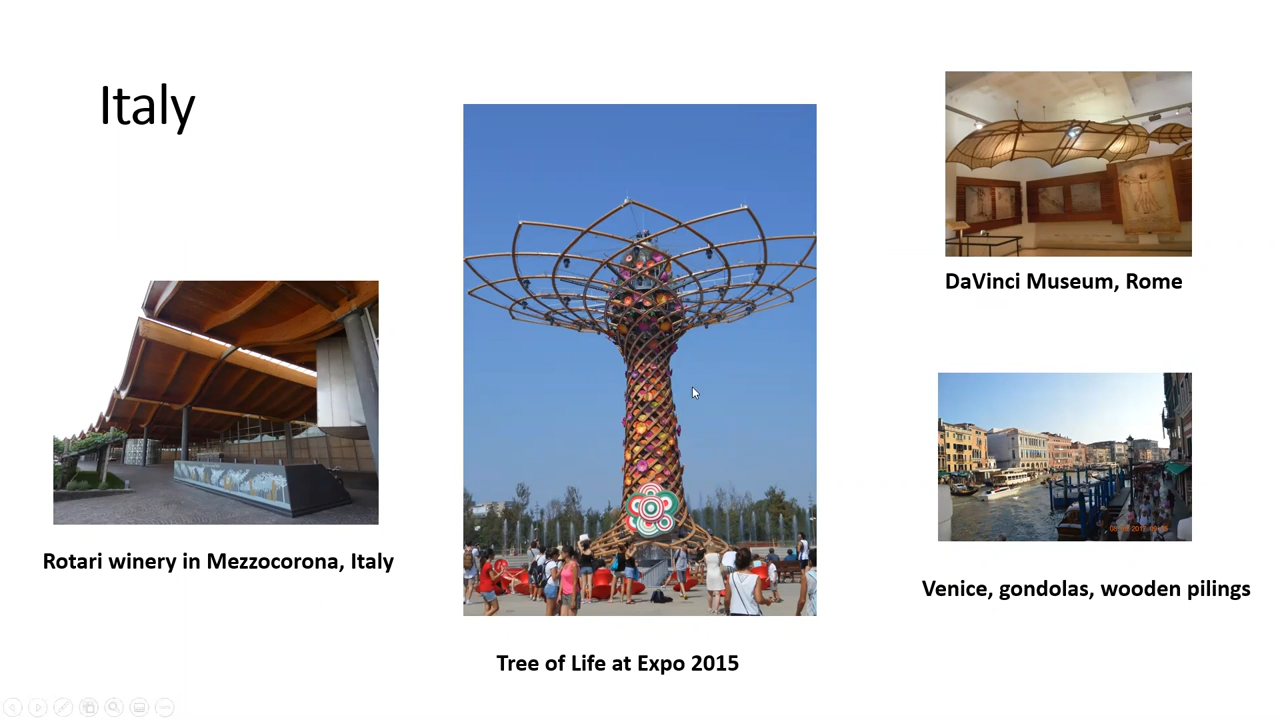 Italy
DaVinci Museum, Rome
Rotari winery in Mezzocorona, Italy
Venice, gondolas, wooden pilings
Tree of Life at Expo 2015